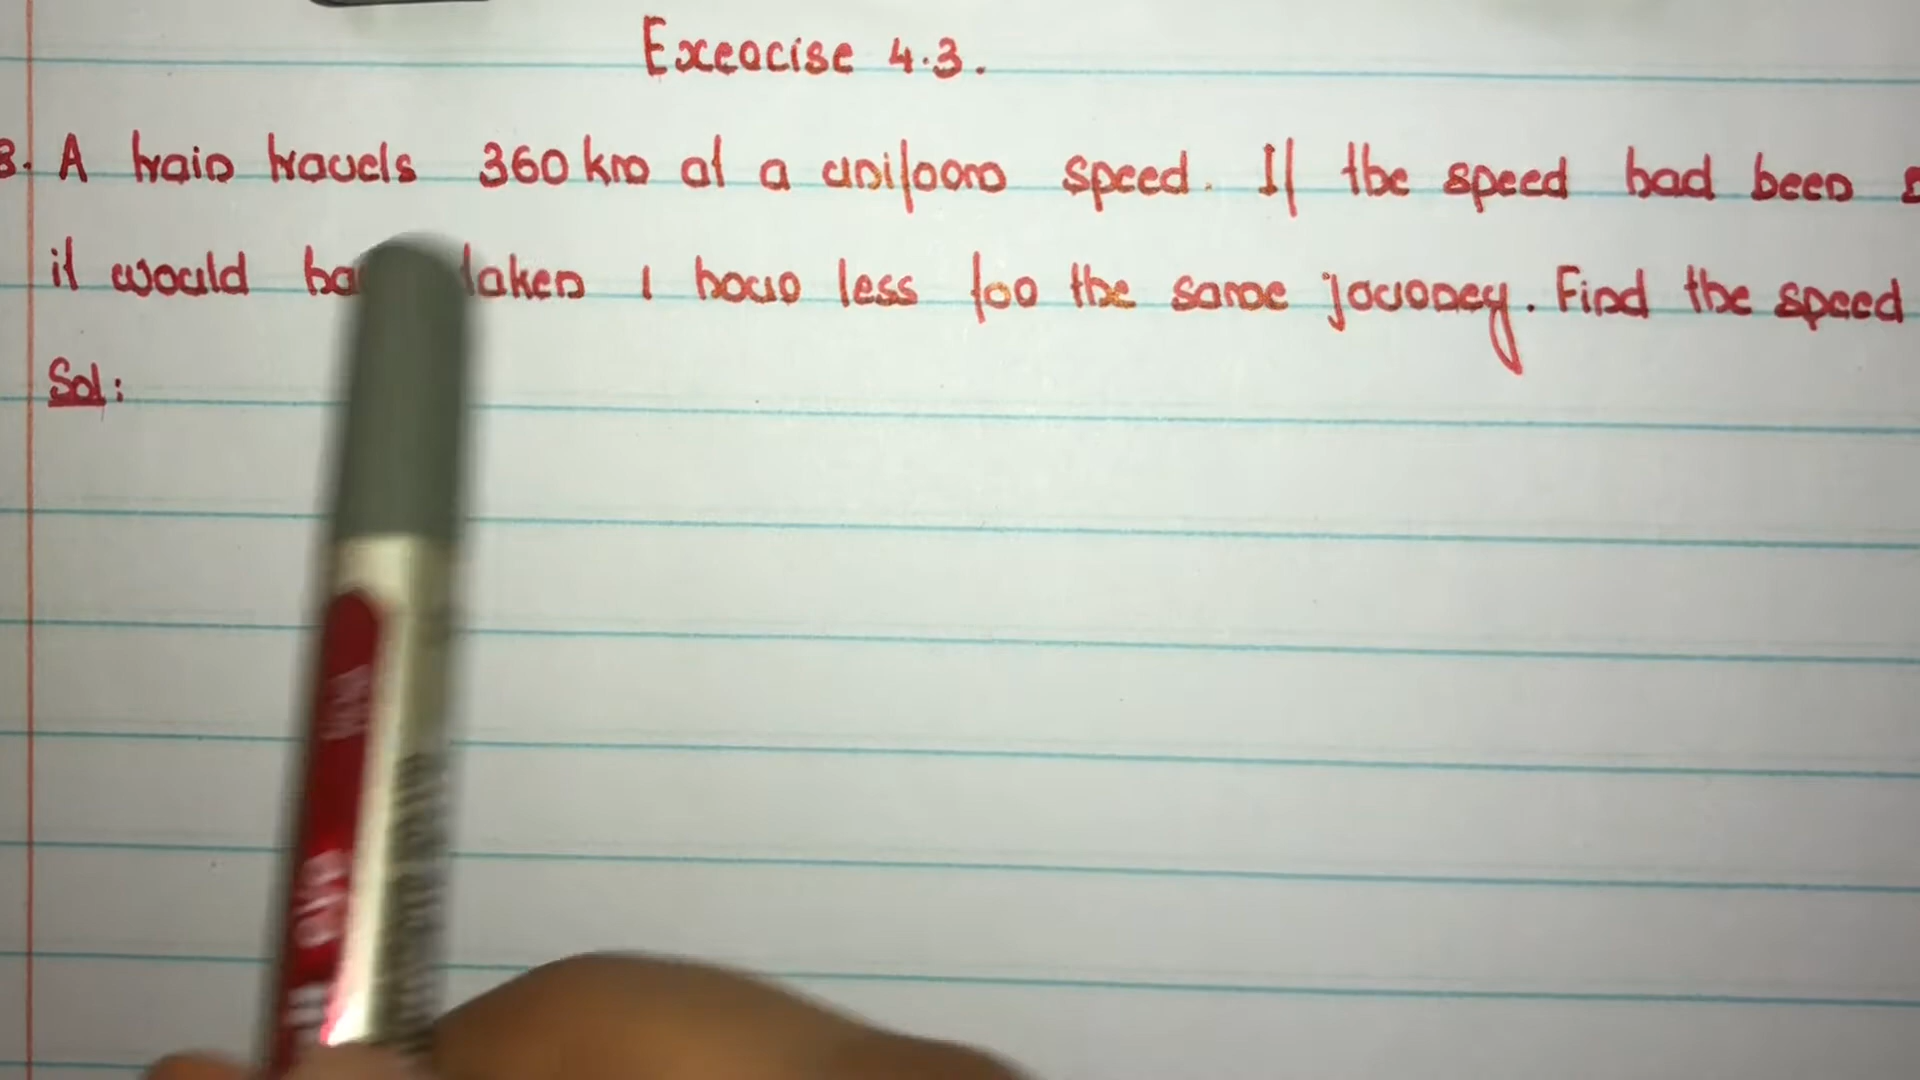 Exercise 4.3.
8. A train travels 360 km at a uniform speed. If the speed had been
it would taken 1 hour less for the same journey. Find the speed
Sol: